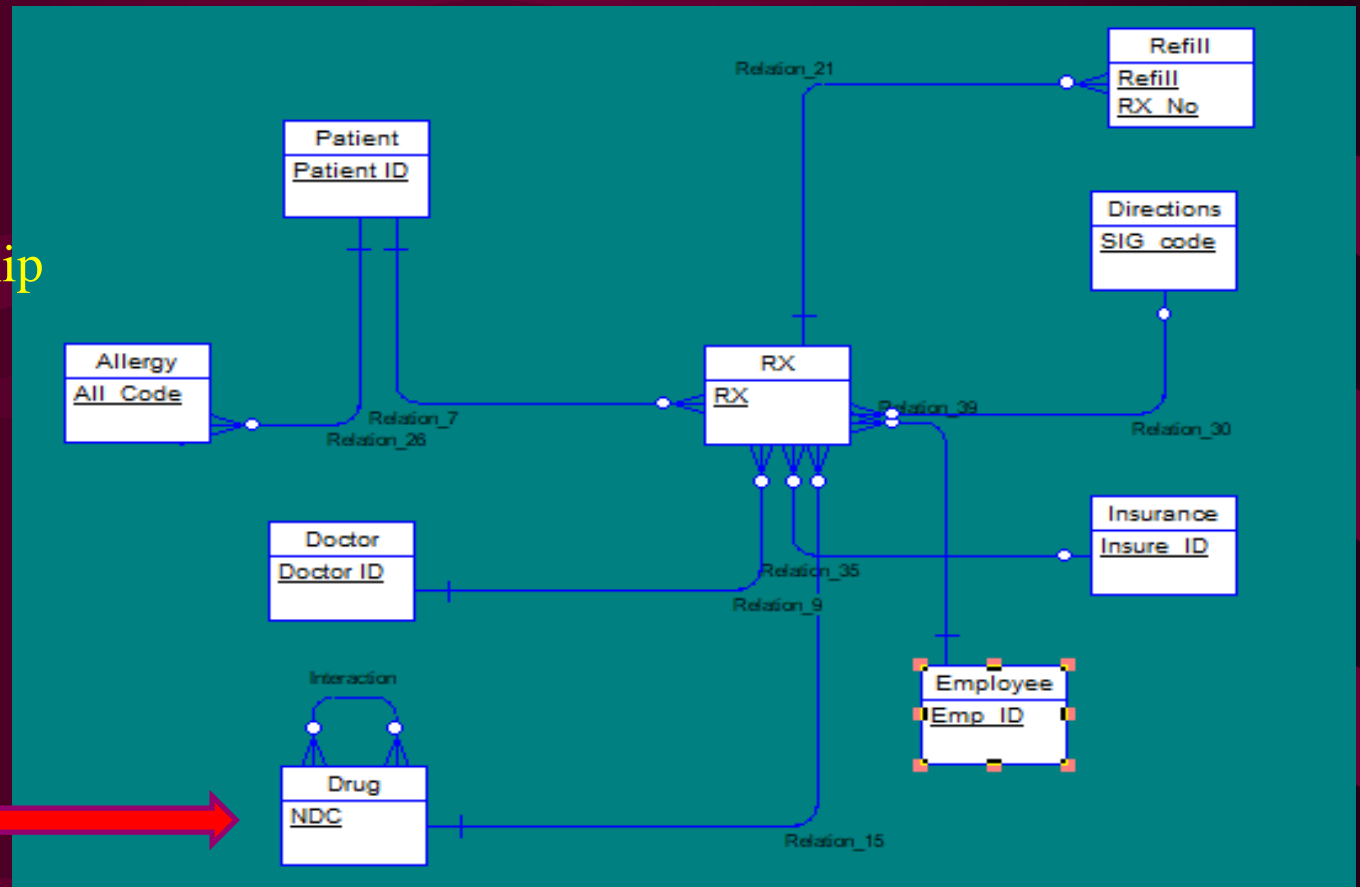 Refill
Refill
RX_No
Relation_21
Patient
Patient ID
Directions
SIG_code
Allergy
All_Code
RX
RX
Relation_7
Relation_26
Relation_39
Relation_30
Doctor
Doctor ID
Insurance
Insure_ID
Relation_35
Relation_9
Interaction
Employee
Emp_ID
Drug
NDC
Relation_15